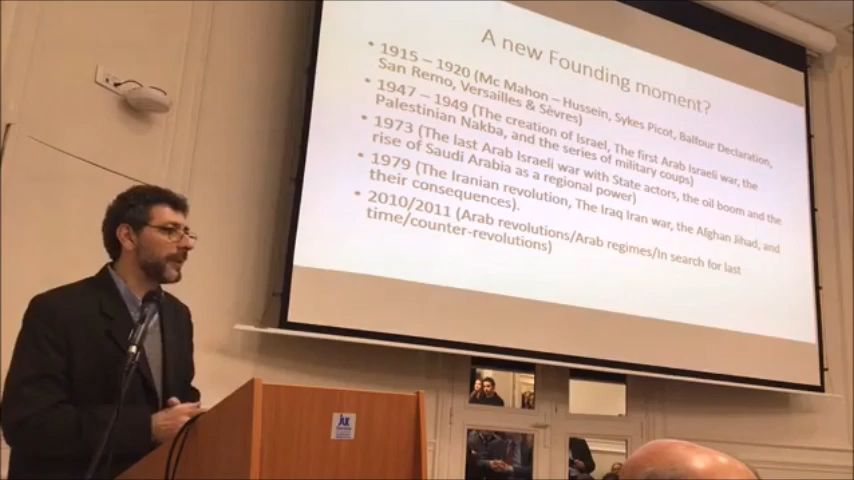 A new Founding moment?
• 1915 – 1920 (Mc Mahon – Hussein, Sykes Picot, Balfour Declaration,
San Remo, Versailles & Sèvres)
• 1947 – 1949 (The creation of Israel, The first Arab Israeli war, the
Palestinian Nakba, and the series of military coups)
• 1973 (The last Arab Israeli war with State actors, the oil boom and the
rise of Saudi Arabia as a regional power)
• 1979 (The Iranian revolution, The Iraq Iran war, the Afghan Jihad, and
their consequences).
• 2010/2011 (Arab revolutions/Arab regimes/In search for last
time/counter-revolutions)